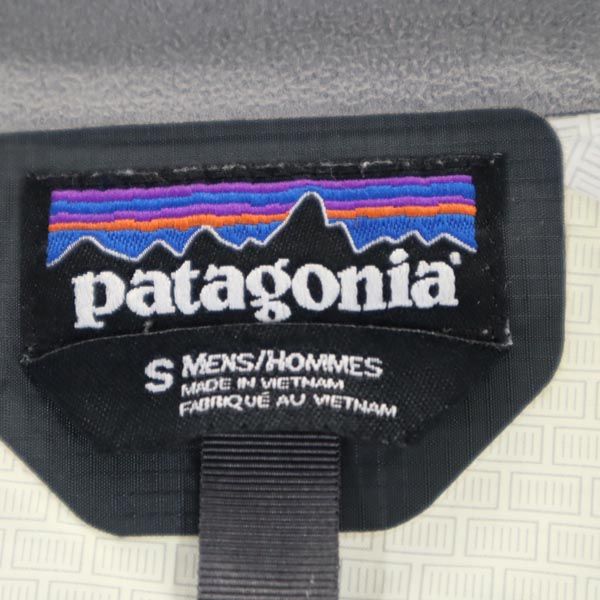 patagonia
S MENS/HOMMES
MADE IN VIETNAM
FABRIQUÉ AU VIETNAM